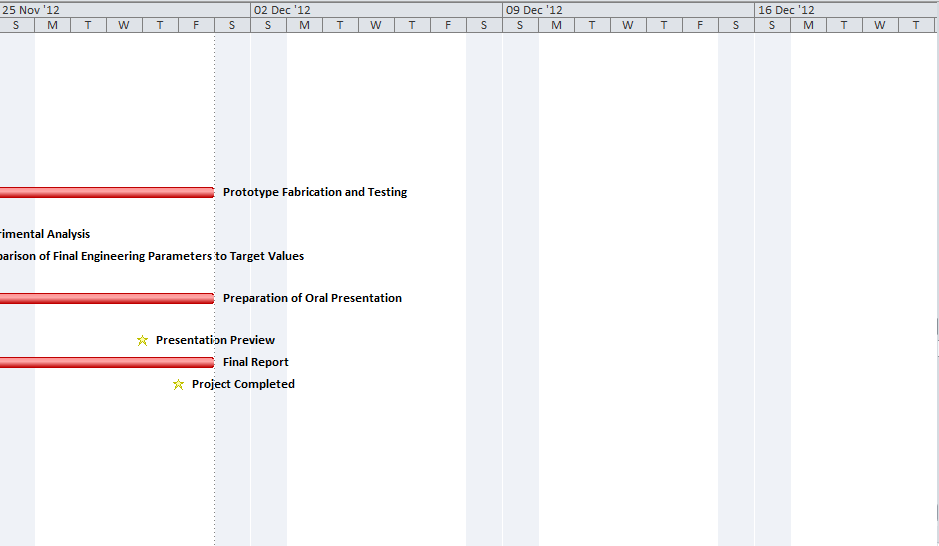 25 Nov '12 02 Dec '12 09 Dec '12 16 Dec '12
S M T W T F S S M T W T F S S M T W T F S S M T W T
Prototype Fabrication and Testing
rimental Analysis
parison of Final Engineering Parameters to Target Values
Preparation of Oral Presentation
Presentation Preview
Final Report
Project Completed